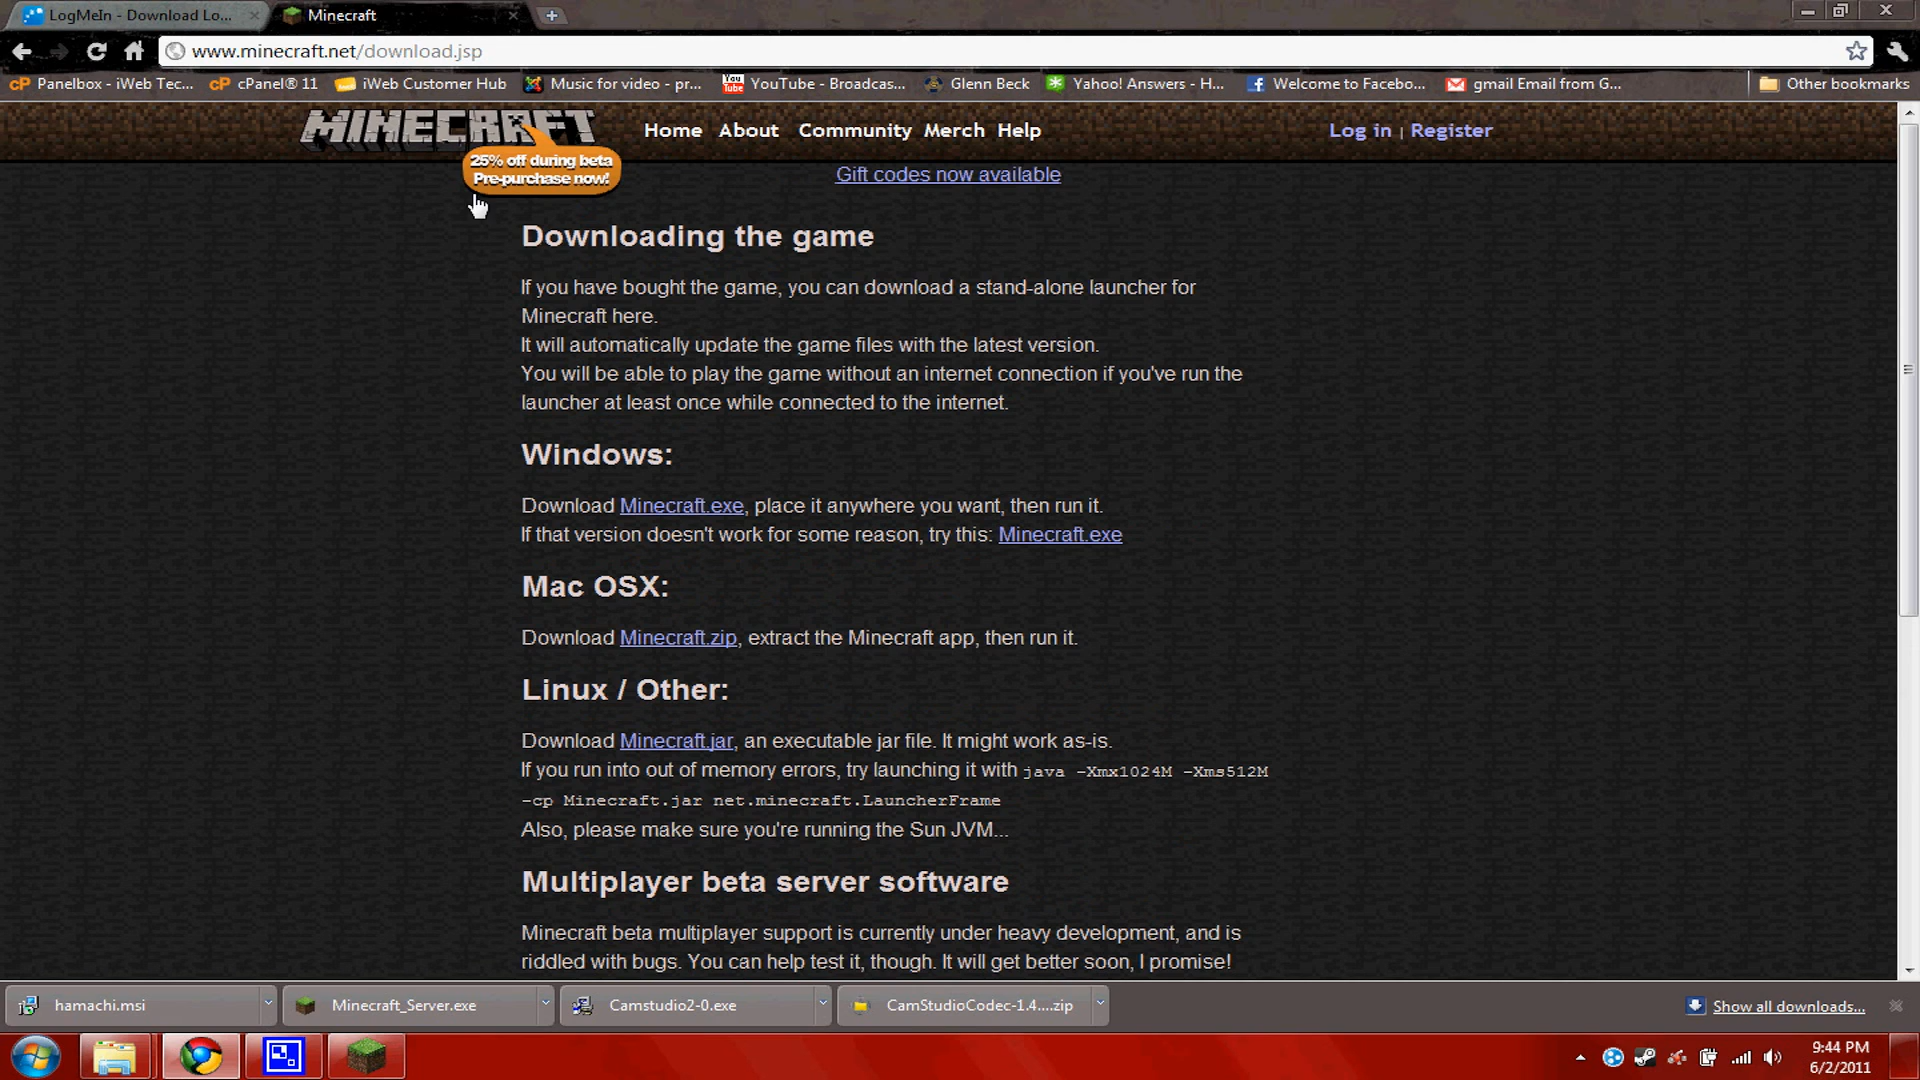 LogMeIn - Download Lo...
Minecraft
www.minecraft.net/download.jsp
cP Panelbox - iWeb Tec...
cP cPanel® 11
iWeb Customer Hub
Music for video - pr...
You Tube YouTube - Broadcas...
Glenn Beck
Yahoo! Answers - H...
Welcome to Facebo...
gmail Email from G...
Other bookmarks
MINECRAFT
25% off during beta
Pre-purchase now!
Home About Community Merch Help
Log in | Register
Gift codes now available
Downloading the game
If you have bought the game, you can download a stand-alone launcher for
Minecraft here.
It will automatically update the game files with the latest version.
You will be able to play the game without an internet connection if you've run the
launcher at least once while connected to the internet.
Windows:
Download Minecraft.exe, place it anywhere you want, then run it.
If that version doesn't work for some reason, try this: Minecraft.exe
Mac OSX:
Download Minecraft.zip, extract the Minecraft app, then run it.
Linux / Other:
Download Minecraft.jar, an executable jar file. It might work as-is.
If you run into out of memory errors, try launching it with java -Xmx1024M -Xms512M
-cp Minecraft.jar net.minecraft.LauncherFrame
Also, please make sure you're running the Sun JVM...
Multiplayer beta server software
Minecraft beta multiplayer support is currently under heavy development, and is
riddled with bugs. You can help test it, though. It will get better soon, I promise!
hamachi.msi
Minecraft_Server.exe
Camstudio2-0.exe
CamStudioCodec-1.4....zip
Show all downloads...
9:44 PM
6/2/2011